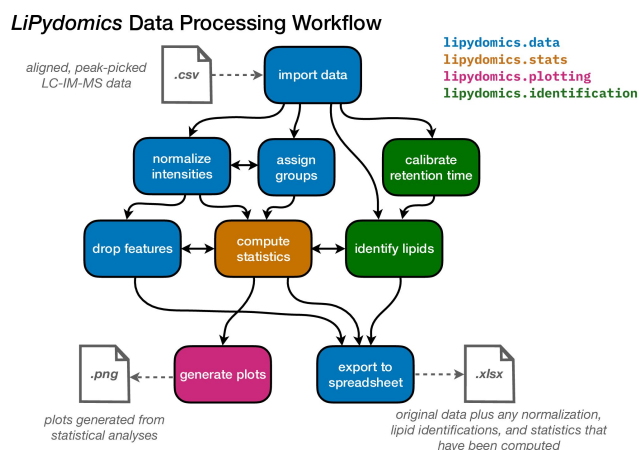 LiPydomics Data Processing Workflow
lipydomics.data
lipydomics.stats
lipydomics.plotting
lipydomics.identification
aligned, peak-picked
LC-IM-MS data
.csv
import data
normalize
intensities
assign
groups
calibrate
retention time
drop features
compute
statistics
identify lipids
.png
generate plots
export to
spreadsheet
.xlsx
plots generated from
statistical analyses
original data plus any normalization,
lipid identifications, and statistics that
have been computed